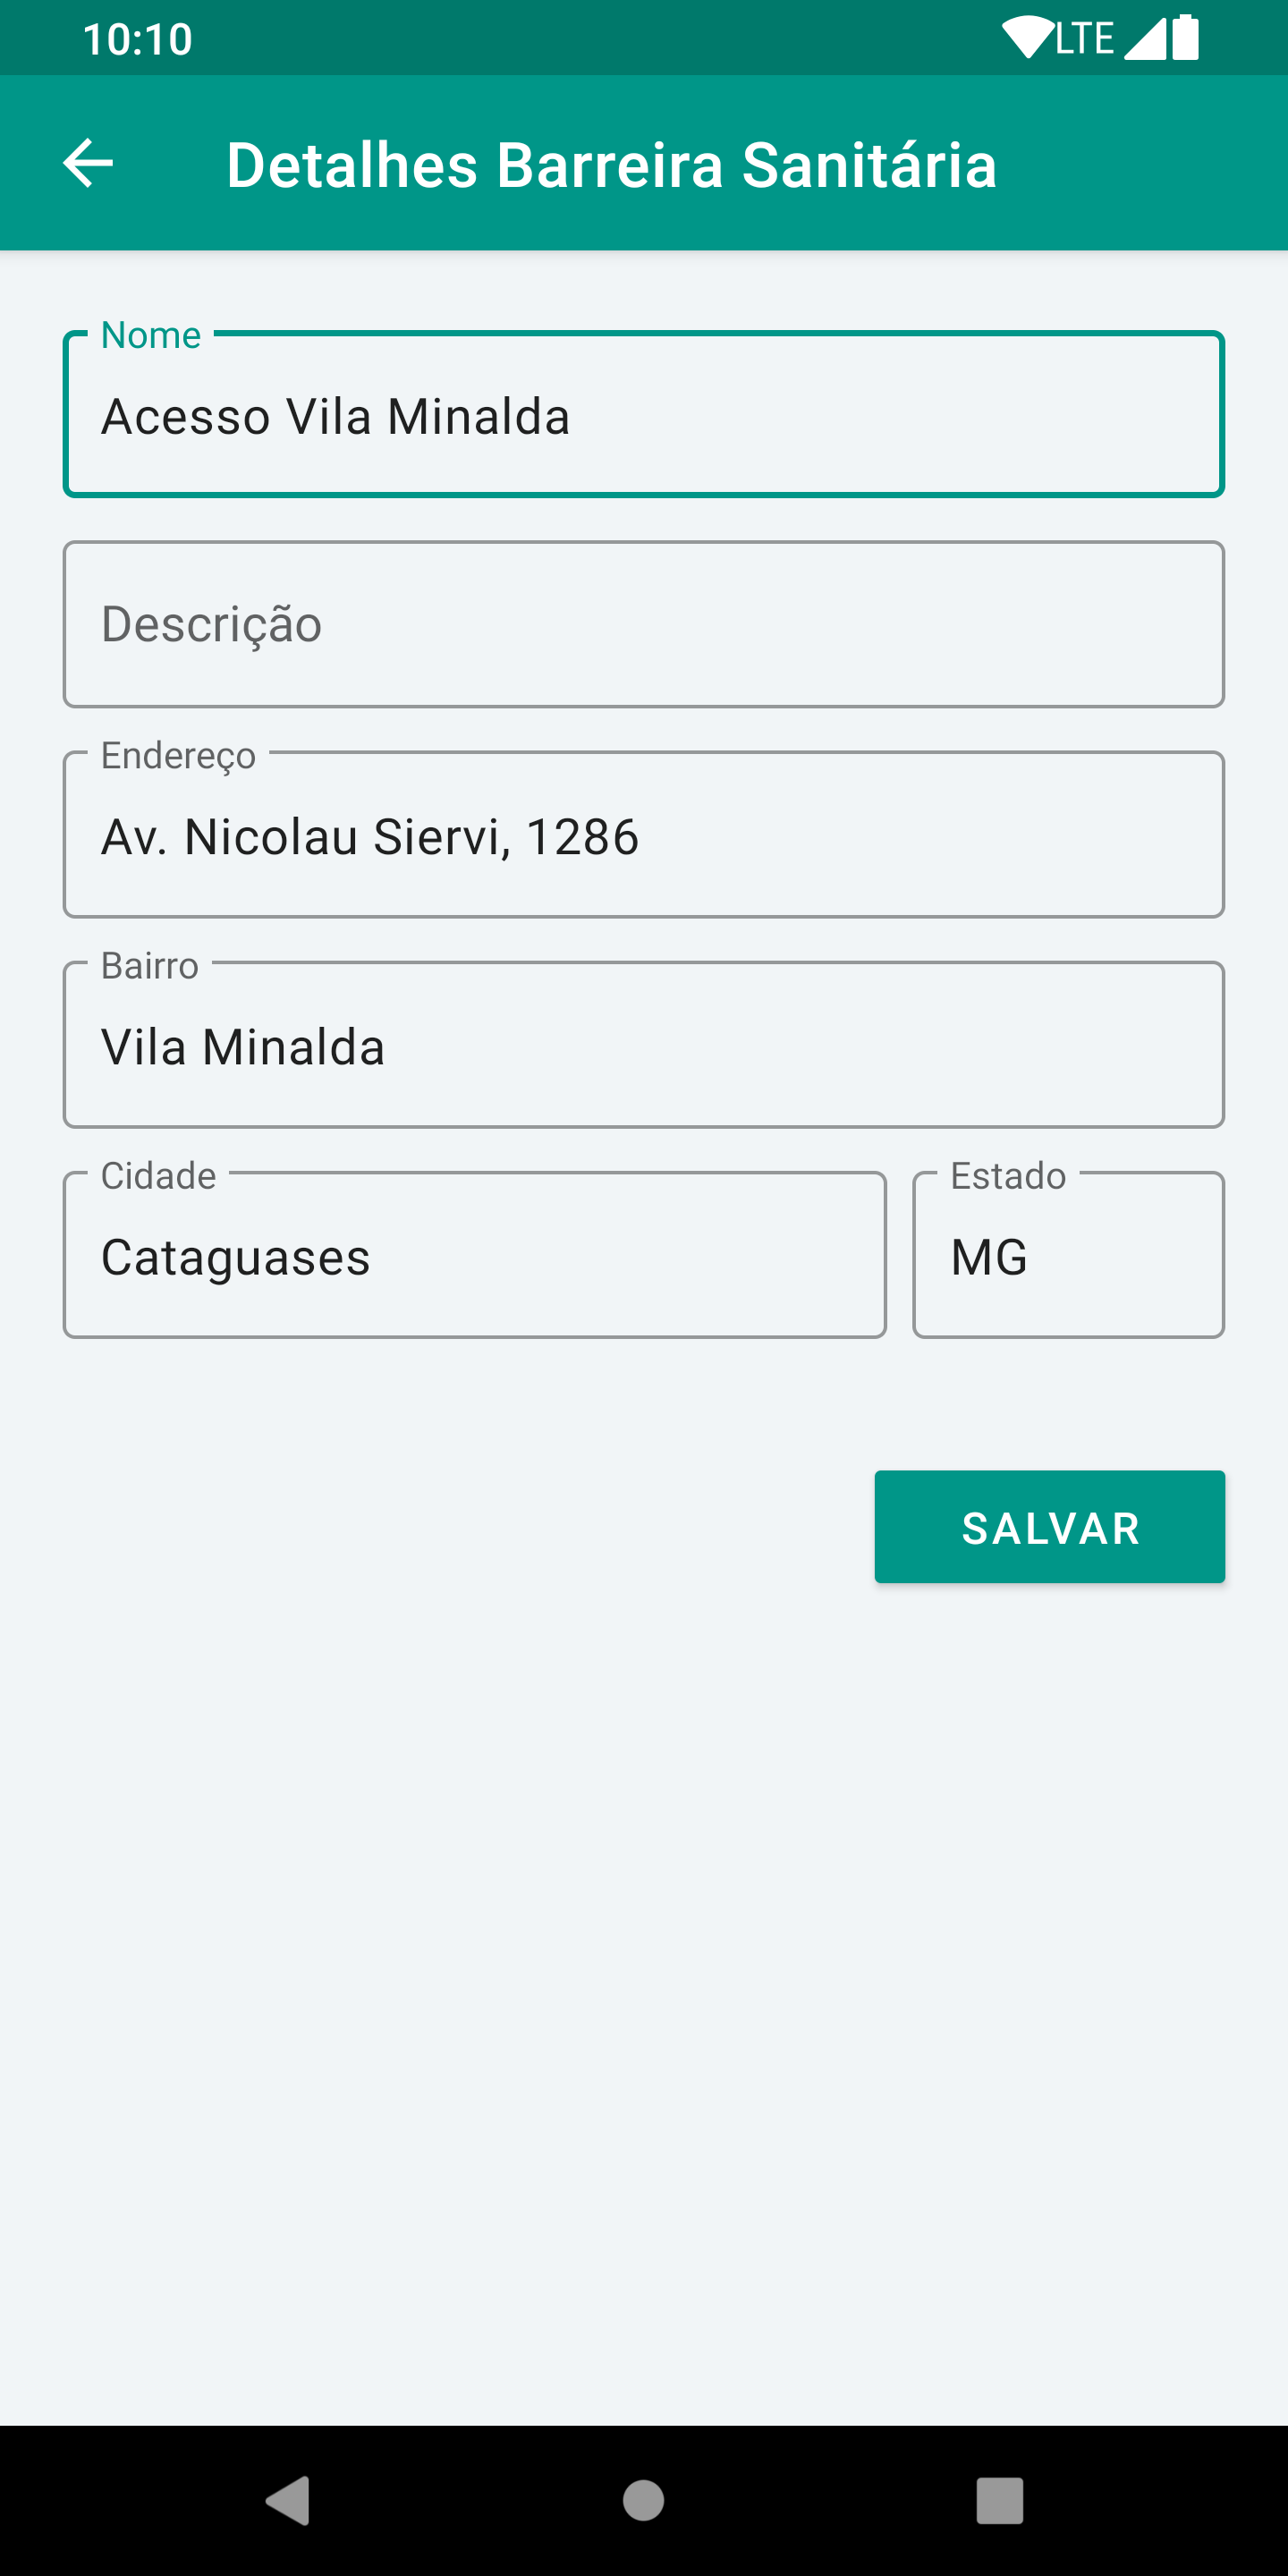 10:10 LTE
Detalhes Barreira Sanitária
Nome
Acesso Vila Minalda
Descrição
Endereço
Av. Nicolau Siervi, 1286
Bairro
Vila Minalda
Cidade
Cataguases
Estado
MG
SALVAR